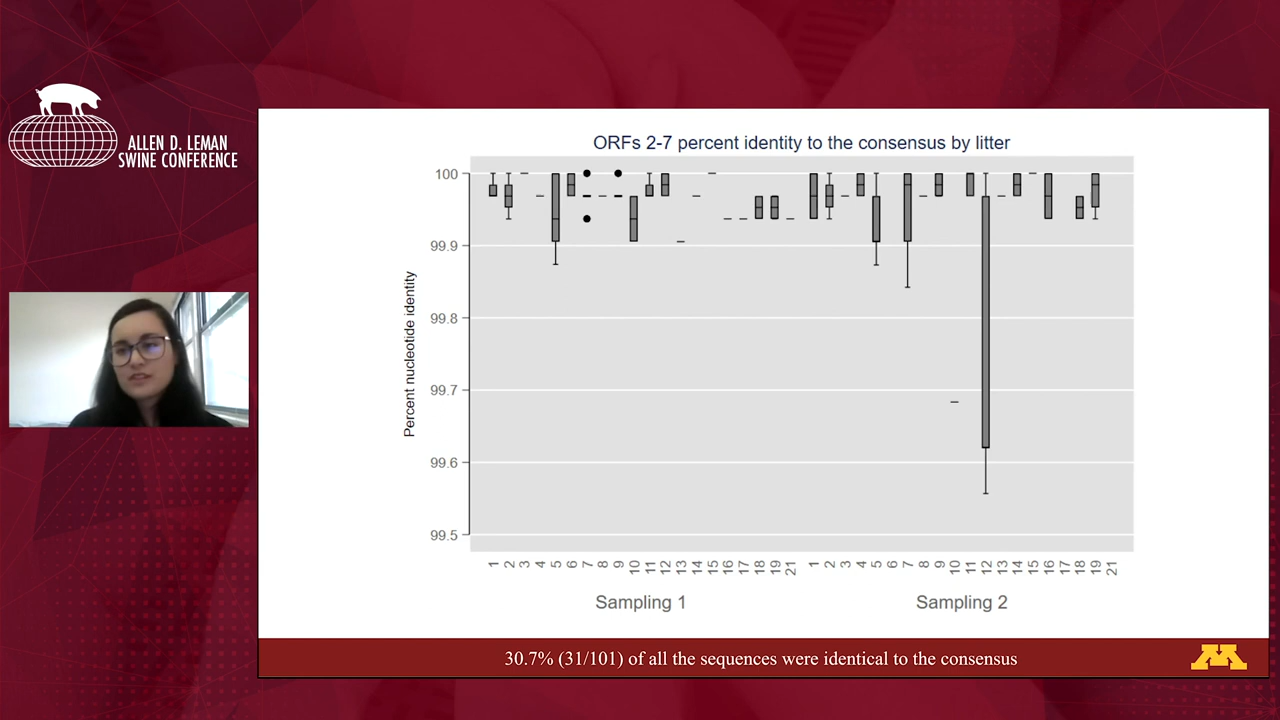 ALLEN D. LEMAN
SWINE CONFERENCE
ORFs 2-7 percent identity to the consensus by litter
Percent nucleotide identity
100
99.9
99.8
99.7
99.6
99.5
1 2 3 4 5 6 7 8 9 10 11 12 13 14 15 16 17 18 19 21 1 2 3 4 5 6 7 8 9 10 11 12 13 14 15 16 17 18 19 21
Sampling 1 Sampling 2
30.7% (31/101) of all the sequences were identical to the consensus
M